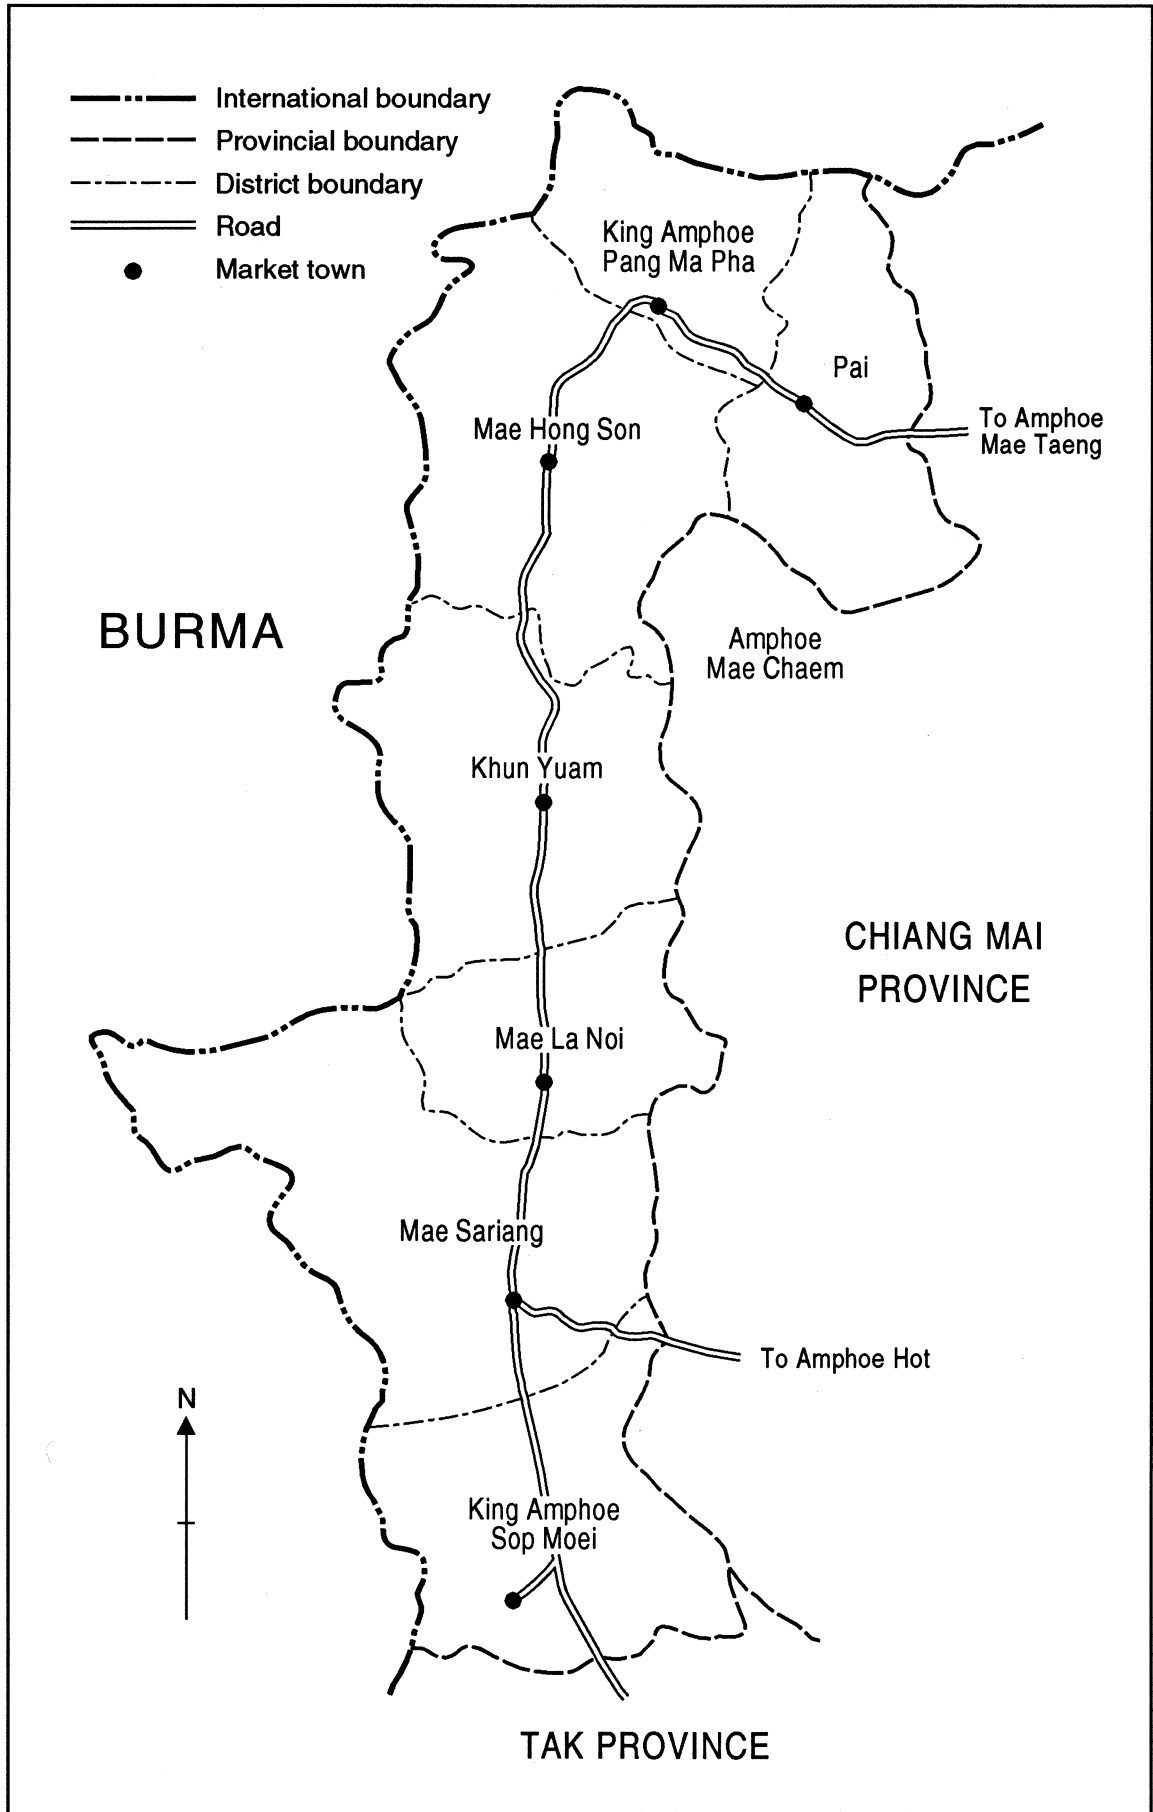 International boundary
Provincial boundary
District boundary
Road
Market town
King Amphoe
Pang Ma Pha
Pai
To Amphoe
Mae Taeng
Mae Hong Son
BURMA
Amphoe
Mae Chaem
Khun Yuam
CHIANG MAI
PROVINCE
Mae La Noi
Mae Sariang
To Amphoe Hot
N
King Amphoe
Sop Moei
TAK PROVINCE